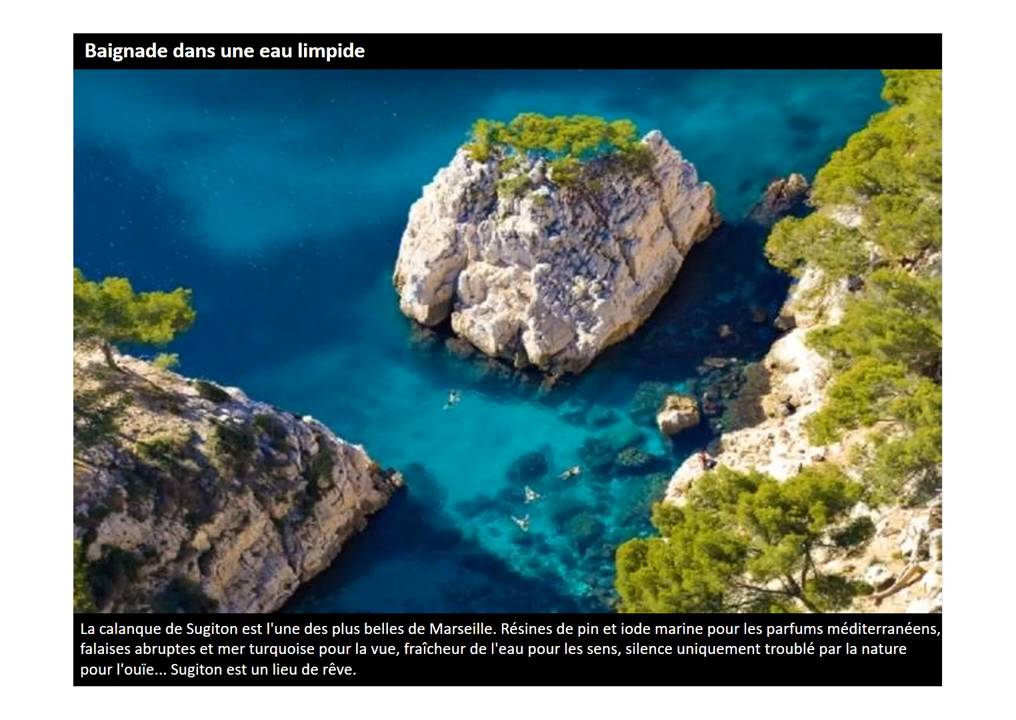 Baignade dans une eau limpide
La calanque de Sugiton est l'une des plus belles de Marseille. Résines de pin et iode marine pour les parfums méditerranéens,
falaises abruptes et mer turquoise pour la vue, fraîcheur de l'eau pour les sens, silence uniquement troublé par la nature
pour l'ouïe... Sugiton est un lieu de rêve.